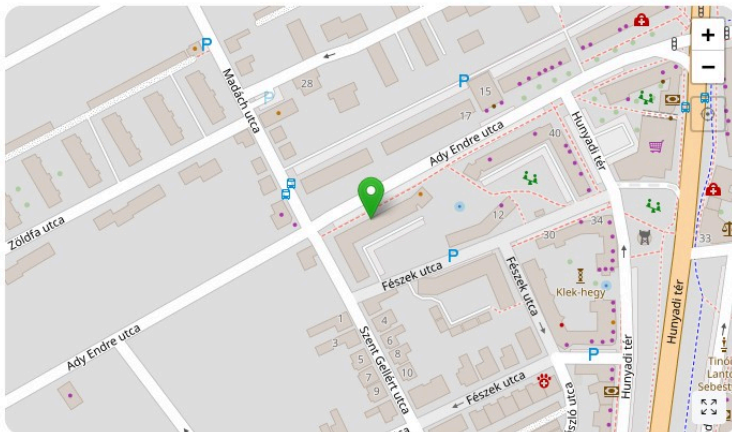 P
+
−
Madách utca
28
P
P
15
17
Hunyadi tér
Ady Endre utca
40
Zöldfa utca
12
34
30
33
P
Fészek utca
Fészek utca
Klek-hegy
Hunyadi tér
Ady Endre utca
1
3
4
6
8
5
7
10
9
Szent Gellért utca
P
Hunyadi tér
Fészek utca
Lanto
Sebest